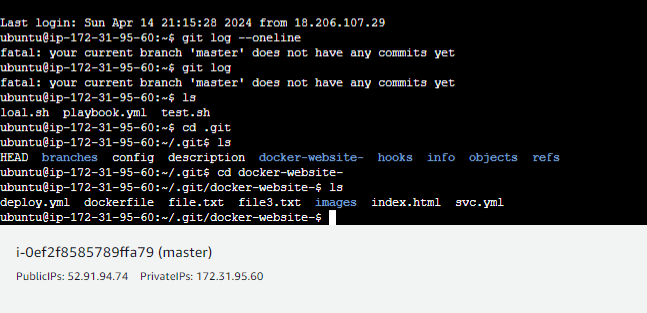 Last login: Sun Apr 14 21:15:28 2024 from 18.206.107.29
ubuntu@ip-172-31-95-60:~$ git log --oneline
fatal: your current branch 'master' does not have any commits yet
ubuntu@ip-172-31-95-60:~$ git log
fatal: your current branch 'master' does not have any commits yet
ubuntu@ip-172-31-95-60:~$ ls
loal.sh  playbook.yml  test.sh
ubuntu@ip-172-31-95-60:~$ cd .git
ubuntu@ip-172-31-95-60:~/.git$ ls
HEAD  branches  config  description  docker-website-  hooks  info  objects  refs
ubuntu@ip-172-31-95-60:~/.git$ cd docker-website-
ubuntu@ip-172-31-95-60:~/.git/docker-website-$ ls
deploy.yml  dockerfile  file.txt  file3.txt  images  index.html  svc.yml
ubuntu@ip-172-31-95-60:~/.git/docker-website-$
i-0ef2f8585789ffa79 (master)
PublicIPs: 52.91.94.74    PrivateIPs: 172.31.95.60